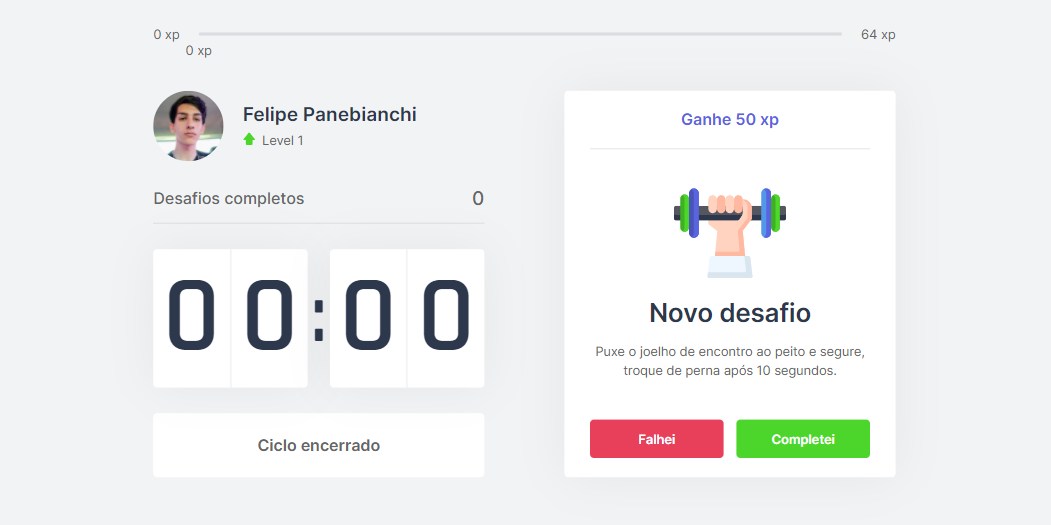 0 xp
64 xp
0 xp
Felipe Panebianchi
Level 1
Desafios completos
0
00:00
Ciclo encerrado
Ganhe 50 xp
Novo desafio
Puxe o joelho de encontro ao peito e segure,
troque de perna após 10 segundos.
Falhei
Completei